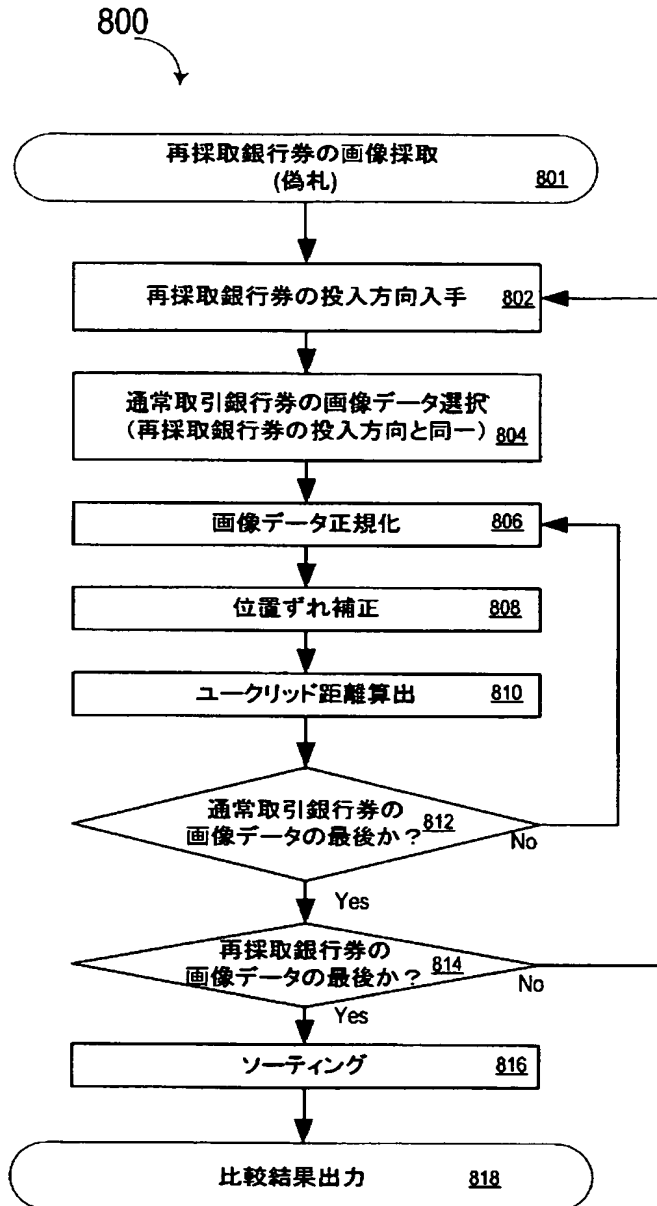 800
再採取銀行券の画像採取
(偽札)
801
再採取銀行券の投入方向入手 802
通常取引銀行券の画像データ選択
（再採取銀行券の投入方向と同一） 804
画像データ正規化 806
位置ずれ補正 808
ユークリッド距離算出 810
通常取引銀行券の
画像データの最後か？ 812
No
Yes
再採取銀行券の
画像データの最後か？ 814
No
Yes
ソーティング 816
比較結果出力 818